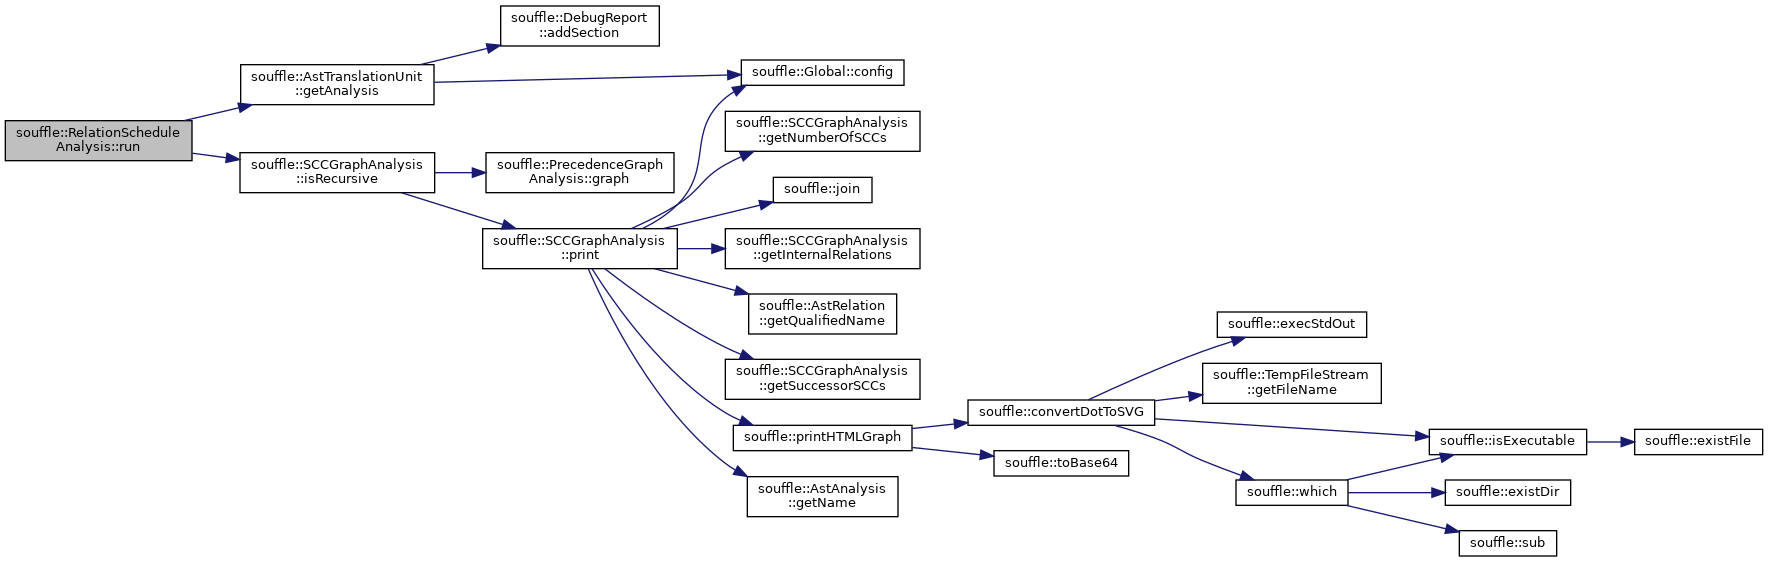 souffle::RelationSchedule
Analysis::run
souffle::AstTranslationUnit
::getAnalysis
souffle::DebugReport
::addSection
souffle::Global::config
souffle::SCCGraphAnalysis
::isRecursive
souffle::PrecedenceGraph
Analysis::graph
souffle::SCCGraphAnalysis
::print
souffle::SCCGraphAnalysis
::getNumberOfSCCs
souffle::join
souffle::SCCGraphAnalysis
::getInternalRelations
souffle::AstRelation
::getQualifiedName
souffle::SCCGraphAnalysis
::getSuccessorSCCs
souffle::printHTMLGraph
souffle::AstAnalysis
::getName
souffle::convertDotToSVG
souffle::toBase64
souffle::execStdOut
souffle::TempFileStream
::getFileName
souffle::isExecutable
souffle::which
souffle::existFile
souffle::existDir
souffle::sub